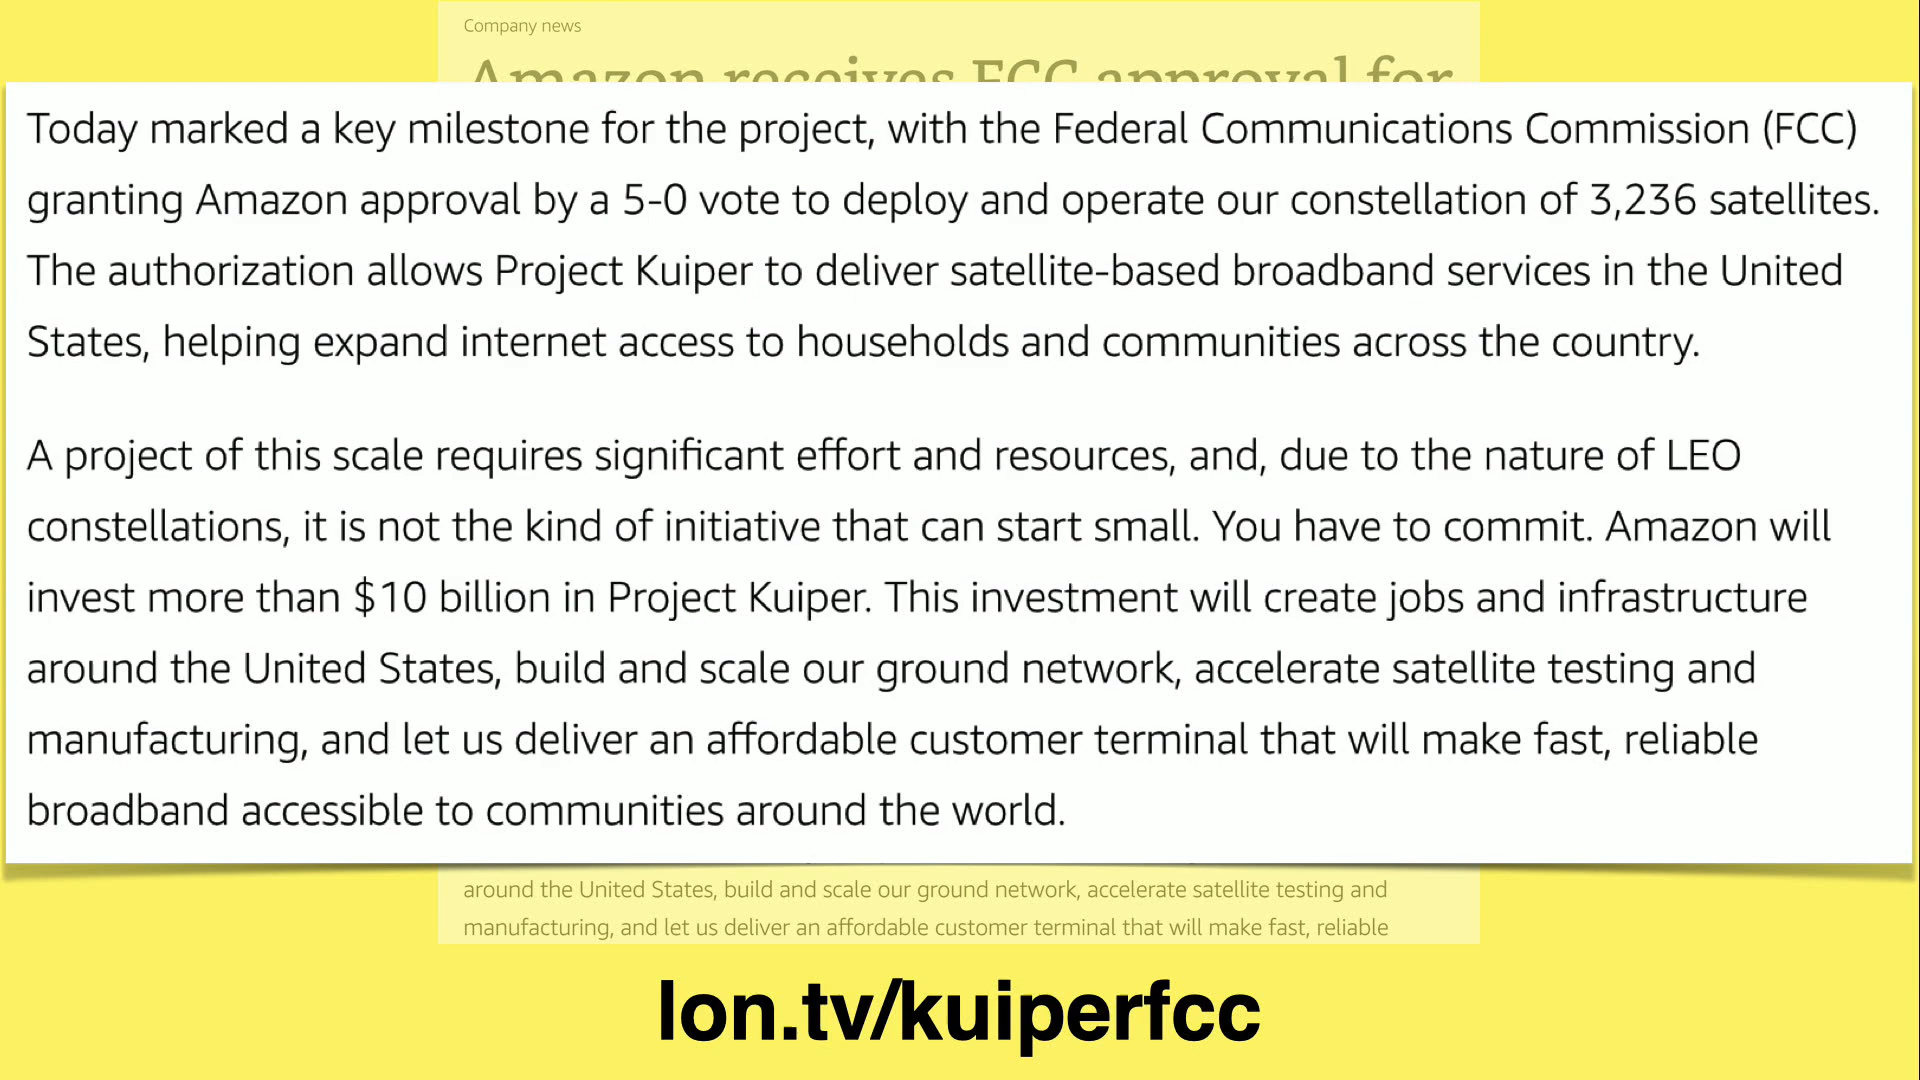 Company news
Amazon receives FCC approval for
Today marked a key milestone for the project, with the Federal Communications Commission (FCC)
granting Amazon approval by a 5-0 vote to deploy and operate our constellation of 3,236 satellites.
The authorization allows Project Kuiper to deliver satellite-based broadband services in the United
States, helping expand internet access to households and communities across the country.
A project of this scale requires significant effort and resources, and, due to the nature of LEO
constellations, it is not the kind of initiative that can start small. You have to commit. Amazon will
invest more than $10 billion in Project Kuiper. This investment will create jobs and infrastructure
around the United States, build and scale our ground network, accelerate satellite testing and
manufacturing, and let us deliver an affordable customer terminal that will make fast, reliable
broadband accessible to communities around the world.
around the United States, build and scale our ground network, accelerate satellite testing and
manufacturing, and let us deliver an affordable customer terminal that will make fast, reliable
lon.tv/kuiperfcc